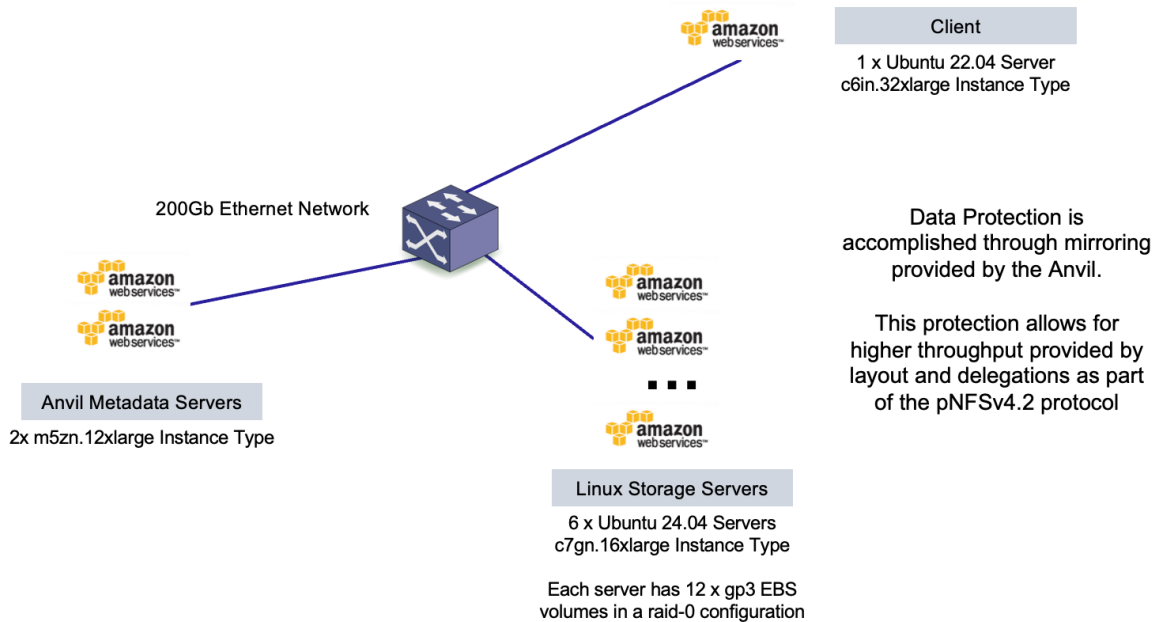 amazon
webservices™
Client
1 x Ubuntu 22.04 Server
c6in.32xlarge Instance Type
200Gb Ethernet Network
amazon
webservices™
amazon
webservices™
Anvil Metadata Servers
2x m5zn.12xlarge Instance Type
amazon
webservices™
amazon
webservices™
amazon
webservices™
Linux Storage Servers
6 x Ubuntu 24.04 Servers
c7gn.16xlarge Instance Type
Each server has 12 x gp3 EBS
volumes in a raid-0 configuration
Data Protection is
accomplished through mirroring
provided by the Anvil.
This protection allows for
higher throughput provided by
layout and delegations as part
of the pNFSv4.2 protocol